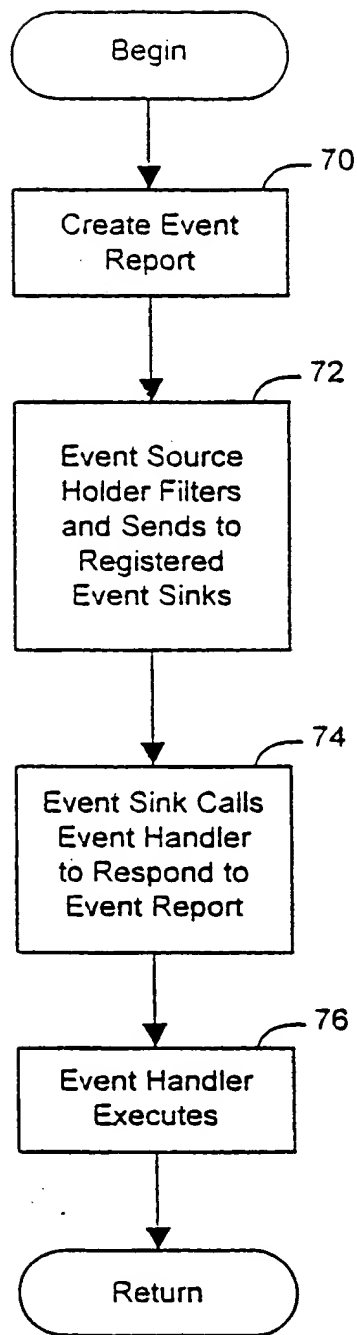 Begin
70
Create Event
Report
72
Event Source
Holder Filters
and Sends to
Registered
Event Sinks
74
Event Sink Calls
Event Handler
to Respond to
Event Report
76
Event Handler
Executes
Return